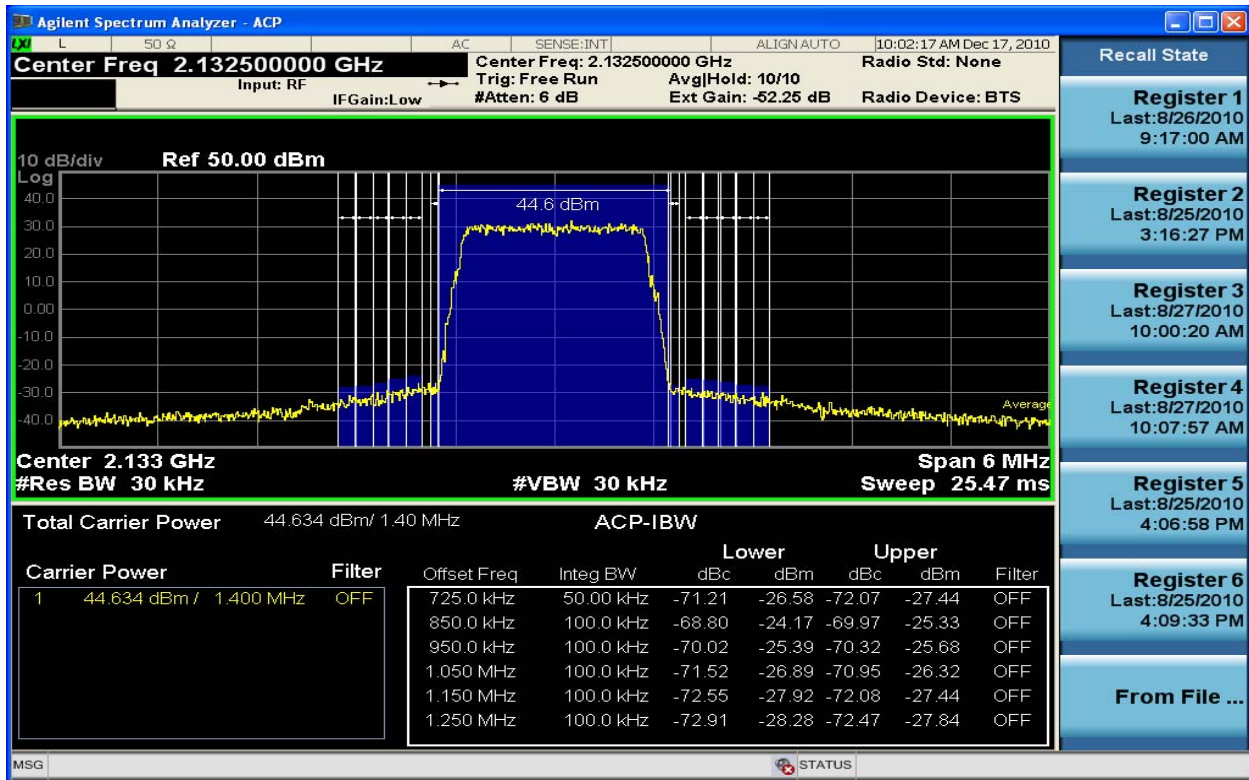 Agilent Spectrum Analyzer - ACP
LXI L 50 Ω AC SENSE:INT ALIGN AUTO 10:02:17 AM Dec 17, 2010
Center Freq 2.132500000 GHz
Input: RF
IFGain:Low
Center Freq: 2.132500000 GHz
Trig: Free Run
#Atten: 6 dB
Avg|Hold: 10/10
Ext Gain: -52.25 dB
Radio Std: None
Radio Device: BTS
10 dB/div Ref 50.00 dBm
Log
40.0
30.0
20.0
10.0
0.00
-10.0
-20.0
-30.0
-40.0
44.6 dBm
Average
Center 2.133 GHz Span 6 MHz
#Res BW 30 kHz #VBW 30 kHz Sweep 25.47 ms
Total Carrier Power 44.634 dBm/ 1.40 MHz ACP-IBW
Carrier Power Filter
1 44.634 dBm / 1.400 MHz OFF
Lower Upper
Offset Freq Integ BW dBc dBm dBc dBm Filter
725.0 kHz 50.00 kHz -71.21 -26.58 -72.07 -27.44 OFF
850.0 kHz 100.0 kHz -68.80 -24.17 -69.97 -25.33 OFF
950.0 kHz 100.0 kHz -70.02 -25.39 -70.32 -25.68 OFF
1.050 MHz 100.0 kHz -71.52 -26.89 -70.95 -26.32 OFF
1.150 MHz 100.0 kHz -72.55 -27.92 -72.08 -27.44 OFF
1.250 MHz 100.0 kHz -72.91 -28.28 -72.47 -27.84 OFF
MSG STATUS
Recall State
Register 1
Last:8/26/2010
9:17:00 AM
Register 2
Last:8/25/2010
3:16:27 PM
Register 3
Last:8/27/2010
10:00:20 AM
Register 4
Last:8/27/2010
10:07:57 AM
Register 5
Last:8/25/2010
4:06:58 PM
Register 6
Last:8/25/2010
4:09:33 PM
From File ...